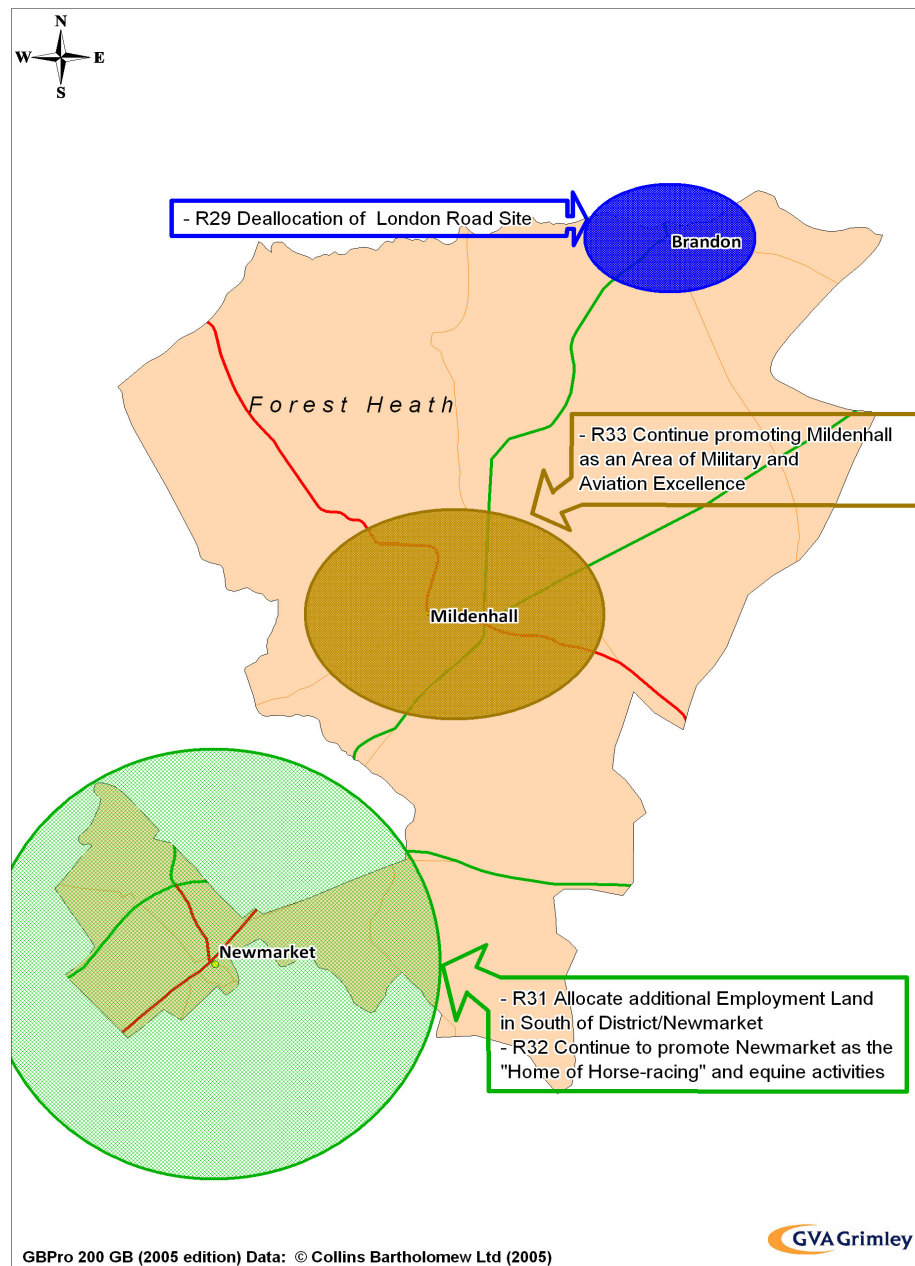 N
W E
S
- R29 Deallocation of London Road Site
Brandon
Forest Heath
- R33 Continue promoting Mildenhall
as an Area of Military and
Aviation Excellence
Mildenhall
Newmarket
- R31 Allocate additional Employment Land
in South of District/Newmarket
- R32 Continue to promote Newmarket as the
"Home of Horse-racing" and equine activities
GVA Grimley
GBPro 200 GB (2005 edition) Data: © Collins Bartholomew Ltd (2005)